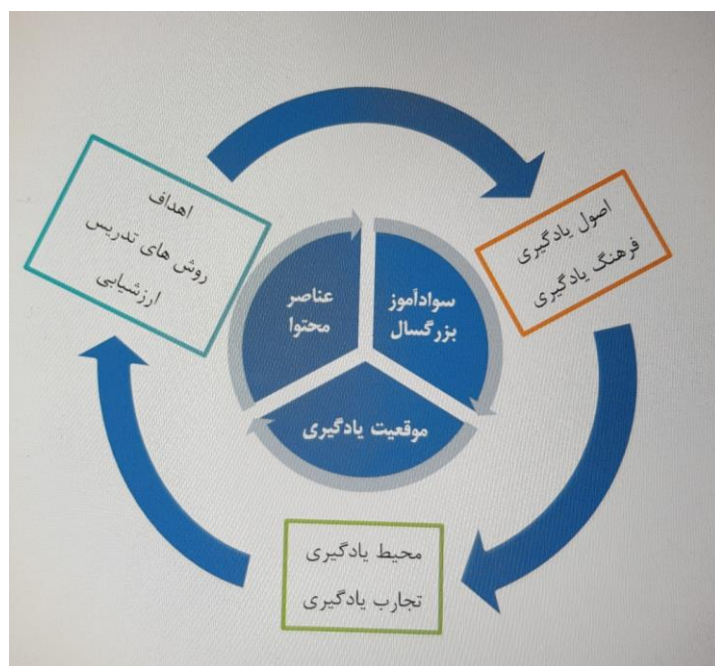 اهداف
روش های تدریس
ارزشیابی
اصول یادگیری
فرهنگ یادگیری
عناصر
محتوا
سوادآموز
بزرگسال
موقعیت یادگیری
محیط یادگیری
تجارب یادگیری